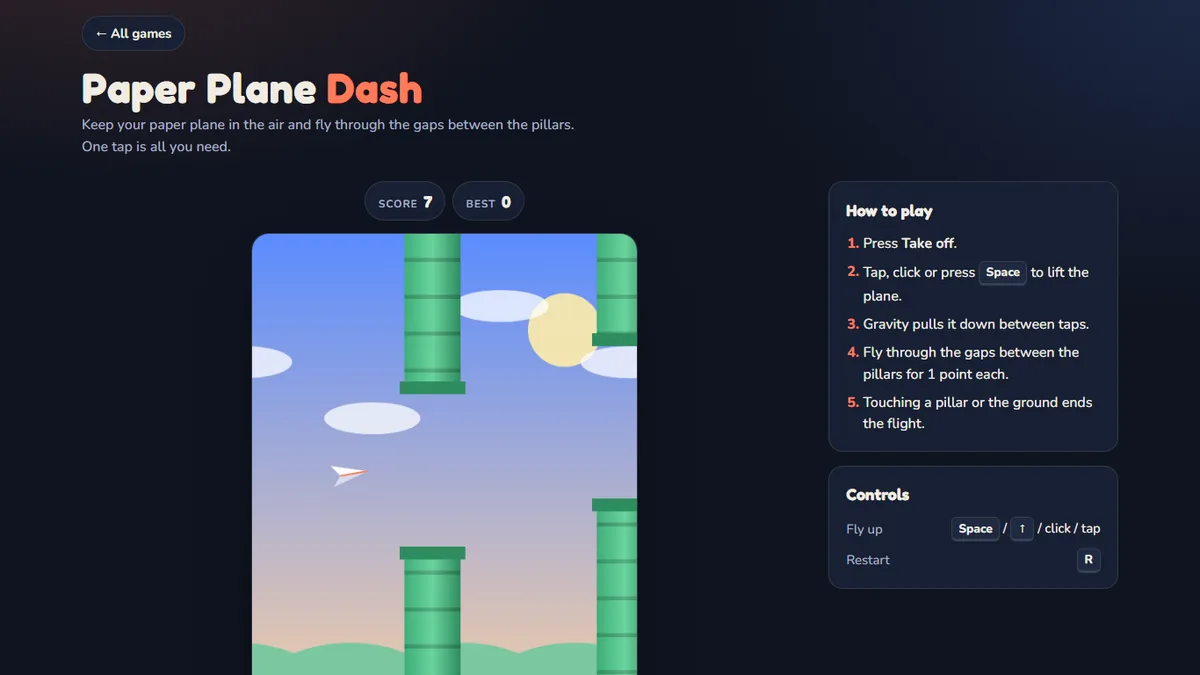 ← All games
Paper Plane Dash
Keep your paper plane in the air and fly through the gaps between the pillars.
One tap is all you need.
SCORE 7
BEST 0
How to play
1. Press Take off.
2. Tap, click or press Space to lift the
plane.
3. Gravity pulls it down between taps.
4. Fly through the gaps between the
pillars for 1 point each.
5. Touching a pillar or the ground ends
the flight.
Controls
Fly up Space / ↑ / click / tap
Restart R